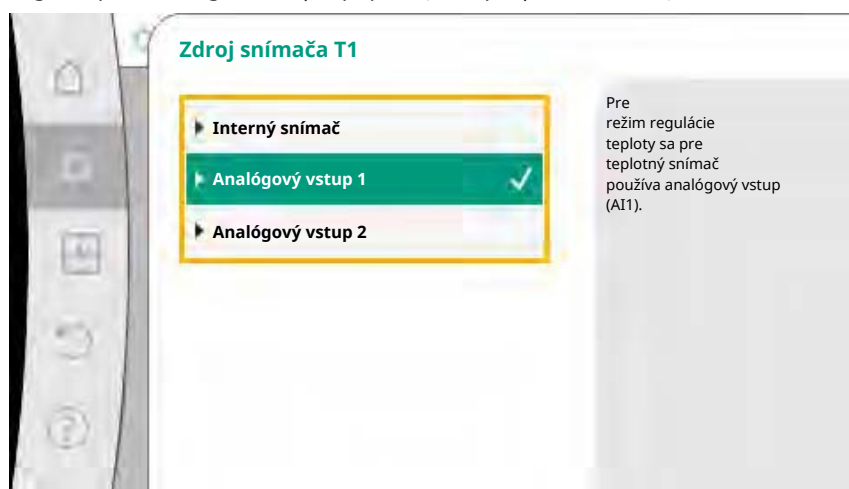 Zdroj snímača T1
Interný snímač
Analógový vstup 1
Analógový vstup 2
Pre
režim regulácie
teploty sa pre
teplotný snímač
používa analógový vstup
(AI1).